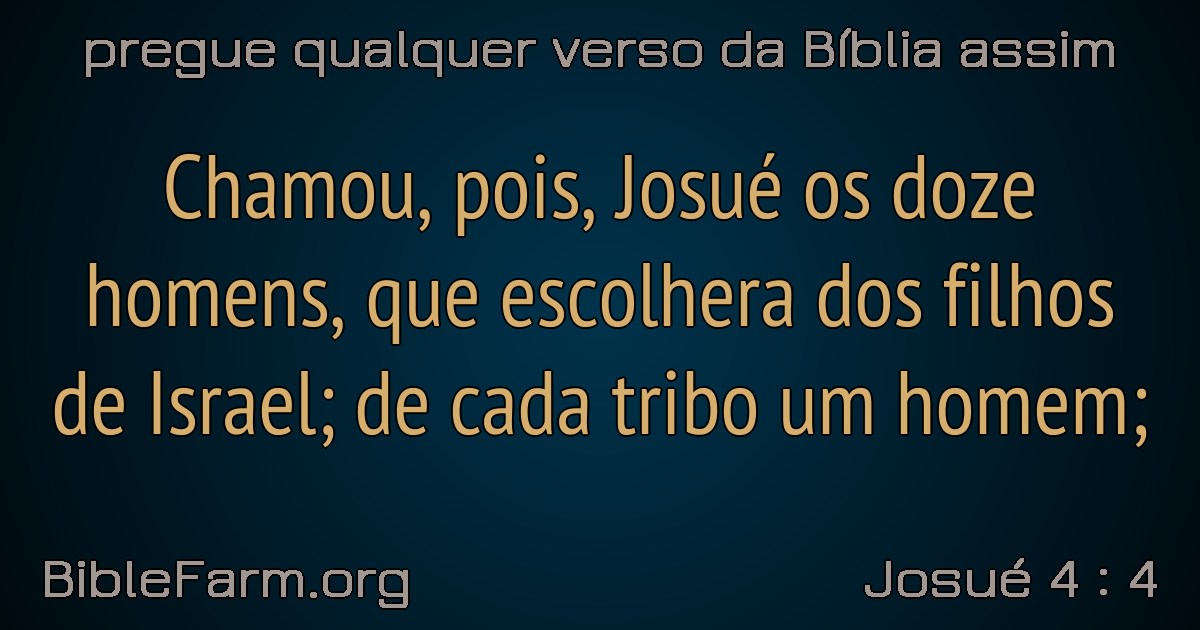 pregue qualquer verso da Bíblia assim
Chamou, pois, Josué os doze
homens, que escolhera dos filhos
de Israel; de cada tribo um homem;
BibleFarm.org
Josué 4 : 4